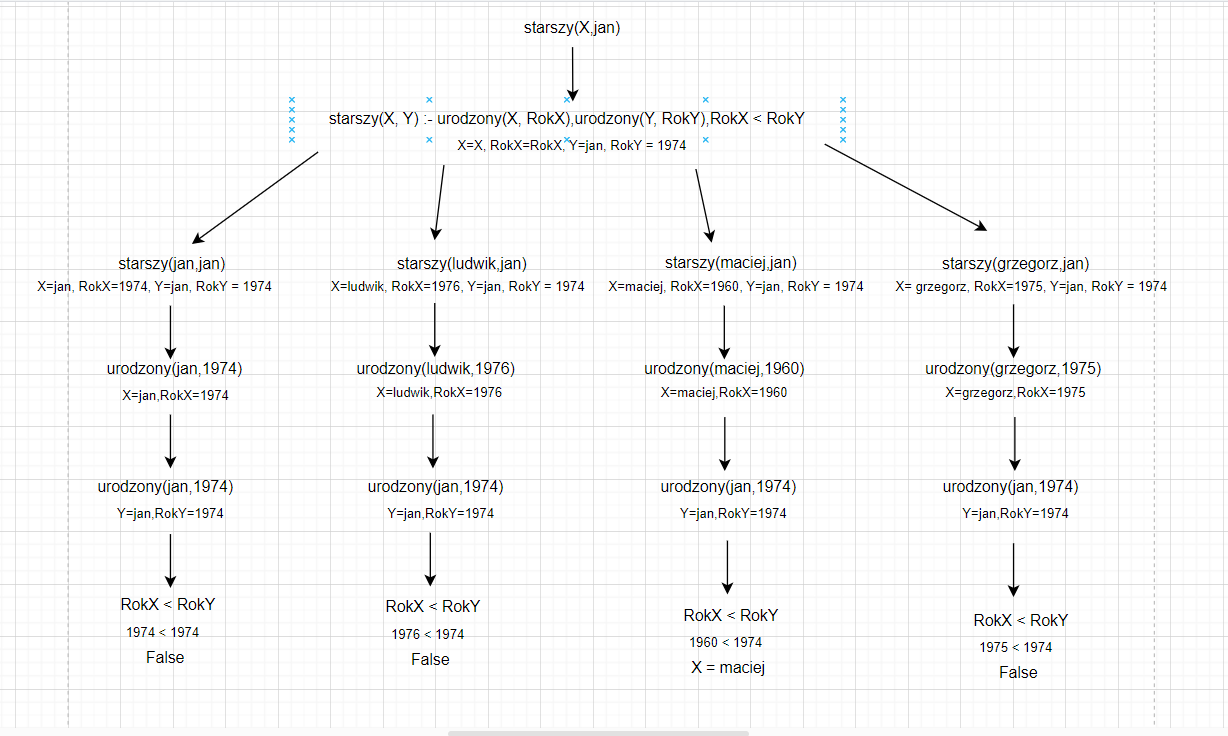 starszy(X,jan)
starszy(X, Y) :- urodzony(X, RokX),urodzony(Y, RokY),RokX < RokY
X=X, RokX=RokX, Y=jan, RokY = 1974
starszy(jan,jan)
X=jan, RokX=1974, Y=jan, RokY = 1974
urodzony(jan,1974)
X=jan,RokX=1974
urodzony(jan,1974)
Y=jan,RokY=1974
RokX < RokY
1974 < 1974
False
starszy(ludwik,jan)
X=ludwik, RokX=1976, Y=jan, RokY = 1974
urodzony(ludwik,1976)
X=ludwik,RokX=1976
urodzony(jan,1974)
Y=jan,RokY=1974
RokX < RokY
1976 < 1974
False
starszy(maciej,jan)
X=maciej, RokX=1960, Y=jan, RokY = 1974
urodzony(maciej,1960)
X=maciej,RokX=1960
urodzony(jan,1974)
Y=jan,RokY=1974
RokX < RokY
1960 < 1974
X = maciej
starszy(grzegorz,jan)
X= grzegorz, RokX=1975, Y=jan, RokY = 1974
urodzony(grzegorz,1975)
X=grzegorz,RokX=1975
urodzony(jan,1974)
Y=jan,RokY=1974
RokX < RokY
1975 < 1974
False